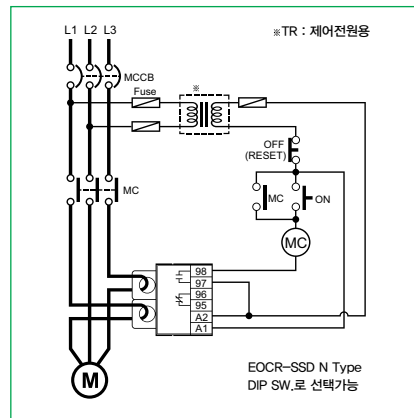 L1 L2 L3
※TR : 제어전원용
MCCB
※
Fuse
OFF
(RESET)
MC
MC
ON
MC
98
97
96
95
A2
A1
M
EOCR-SSD N Type
DIP SW.로 선택가능